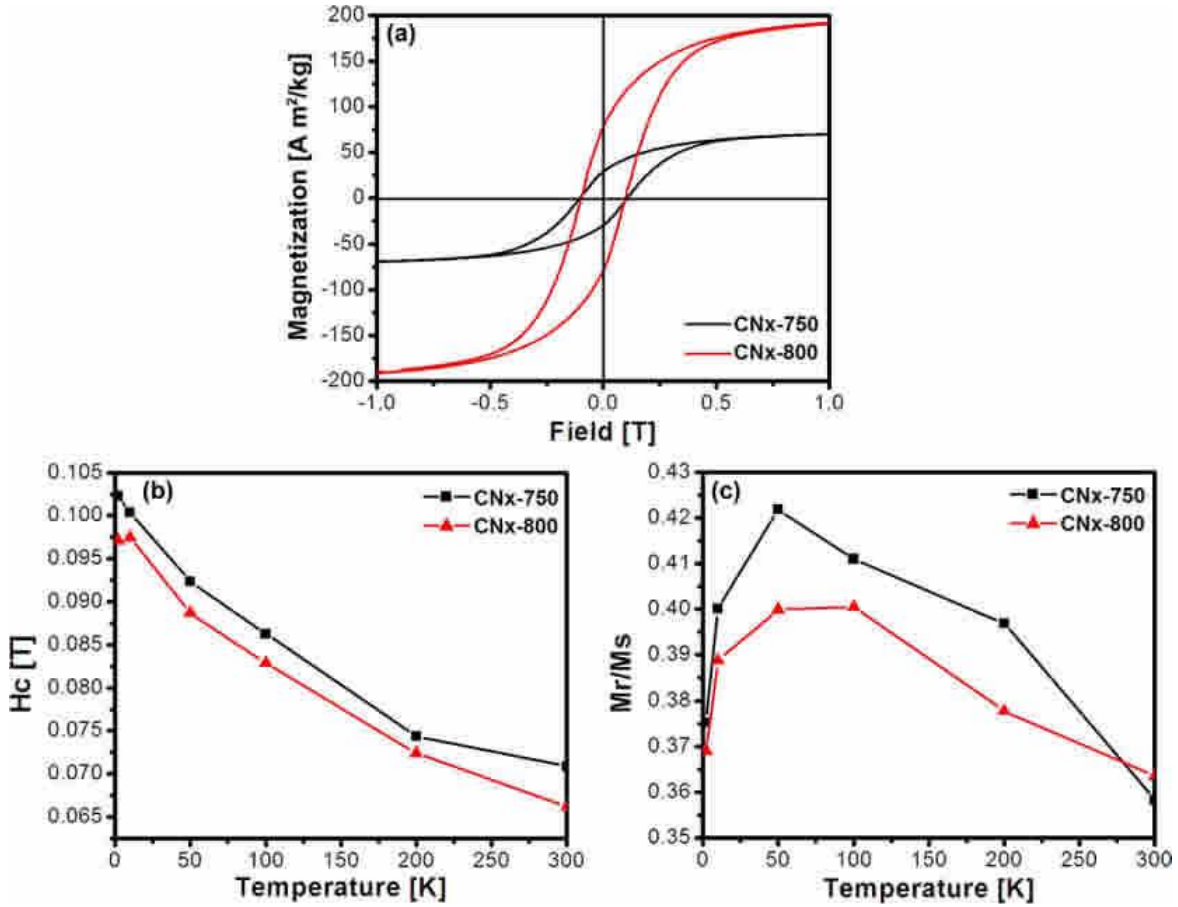 (a)
Magnetization [A m²/kg]
200
150
100
50
0
-50
-100
-150
-200
CNx-750
CNx-800
-1.0 -0.5 0.0 0.5 1.0
Field [T]
(b)
Hc [T]
0.105
0.100
0.095
0.090
0.085
0.080
0.075
0.070
0.065
CNx-750
CNx-800
0 50 100 150 200 250 300
Temperature [K]
(c)
Mr/Ms
0.43
0.42
0.41
0.40
0.39
0.38
0.37
0.36
0.35
CNx-750
CNx-800
0 50 100 150 200 250 300
Temperature [K]